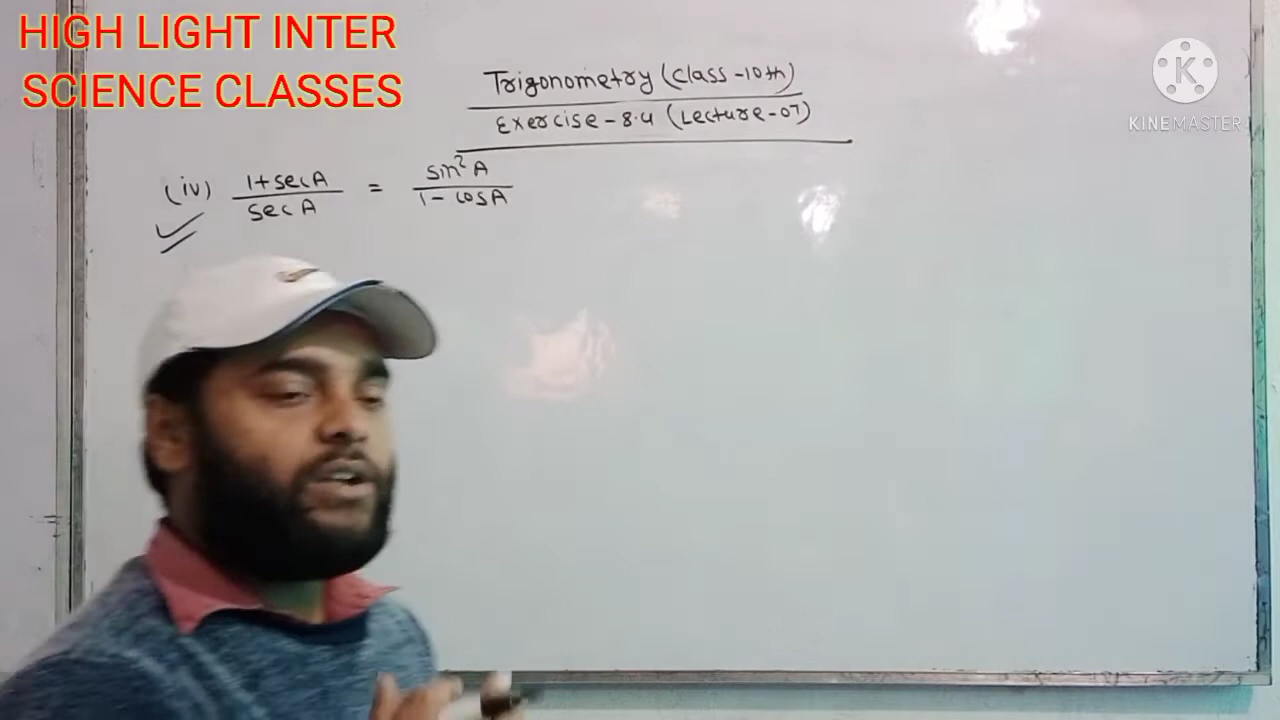 HIGH LIGHT INTER
SCIENCE CLASSES
Trigonometry (Class-10th)
Exercise-8.4 (Lecture-07)
(iv) 1+secA / secA = sin²A / 1-cosA
K
KINEMASTER